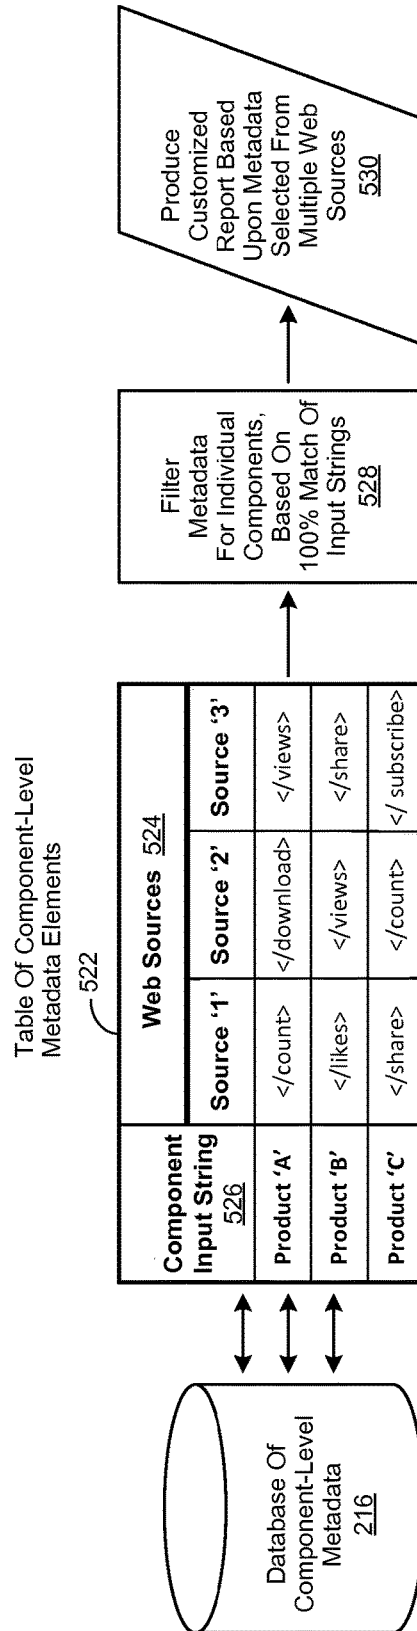 Table Of Component-Level
Metadata Elements
522
Database Of
Component-Level
Metadata
216
Component
Input String
526
Web Sources 524
Source '1' Source '2' Source '3'
Product 'A' </count> </download> </views>
Product 'B' </likes> </views> </share>
Product 'C' </share> </count> </ subscribe>
Filter
Metadata
For Individual
Components,
Based On
100% Match Of
Input Strings
528
Produce
Customized
Report Based
Upon Metadata
Selected From
Multiple Web
Sources
530